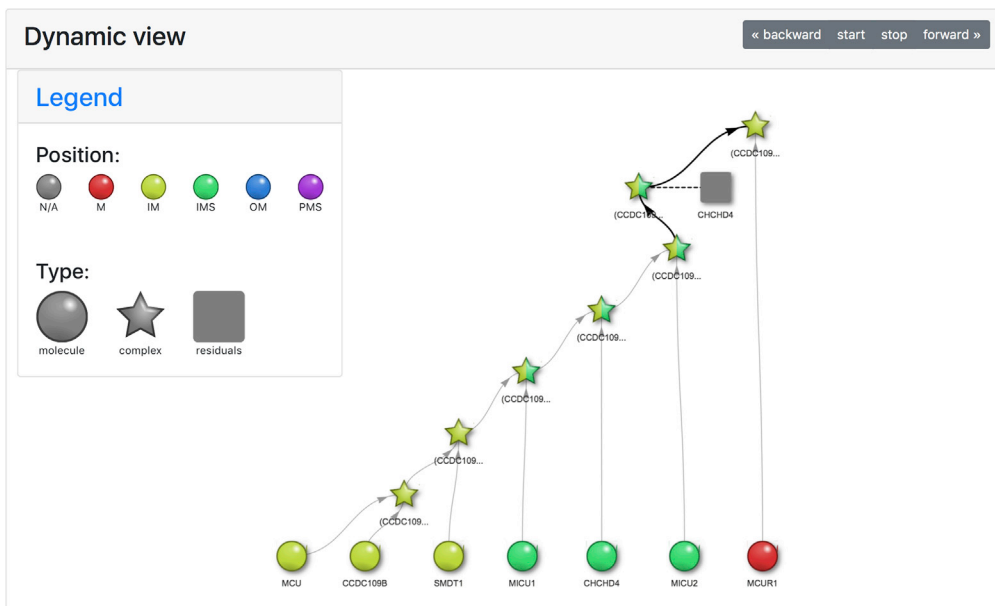 Dynamic view
« backward start stop forward »
Legend
Position:
N/A M IM IMS OM PMS
Type:
molecule complex residuals
(CCDC109...
(CCDC109... CHCHD4
(CCDC109...
(CCDC109...
(CCDC109...
(CCDC109...
(CCDC109...
MCU CCDC109B SMDT1 MICU1 CHCHD4 MICU2 MCUR1